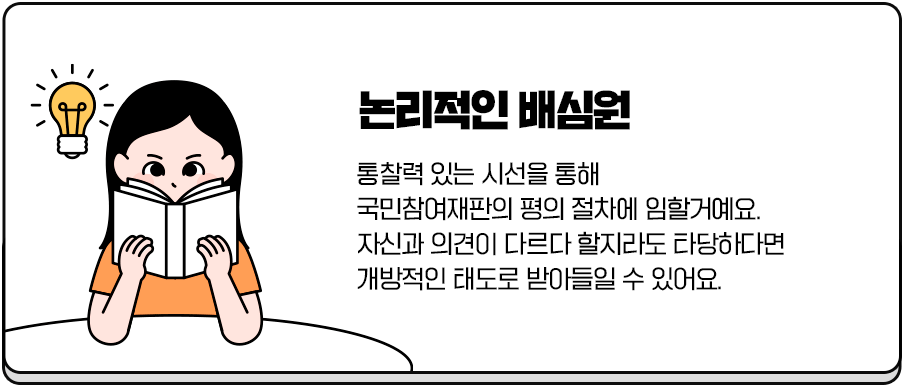 논리적인 배심원
통찰력 있는 시선을 통해
국민참여재판의 평의 절차에 임할거예요.
자신과 의견이 다르다 할지라도 타당하다면
개방적인 태도로 받아들일 수 있어요.